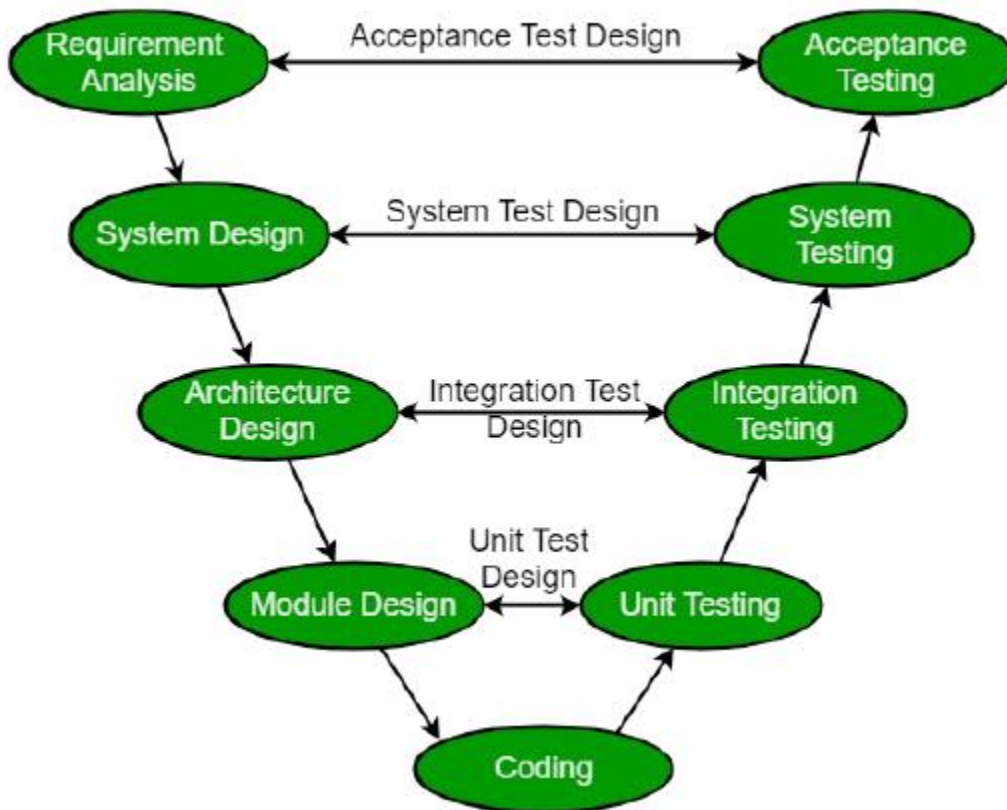 Requirement
Analysis
Acceptance Test Design
Acceptance
Testing
System Design
System Test Design
System
Testing
Architecture
Design
Integration Test
Design
Integration
Testing
Module Design
Unit Test
Design
Unit Testing
Coding